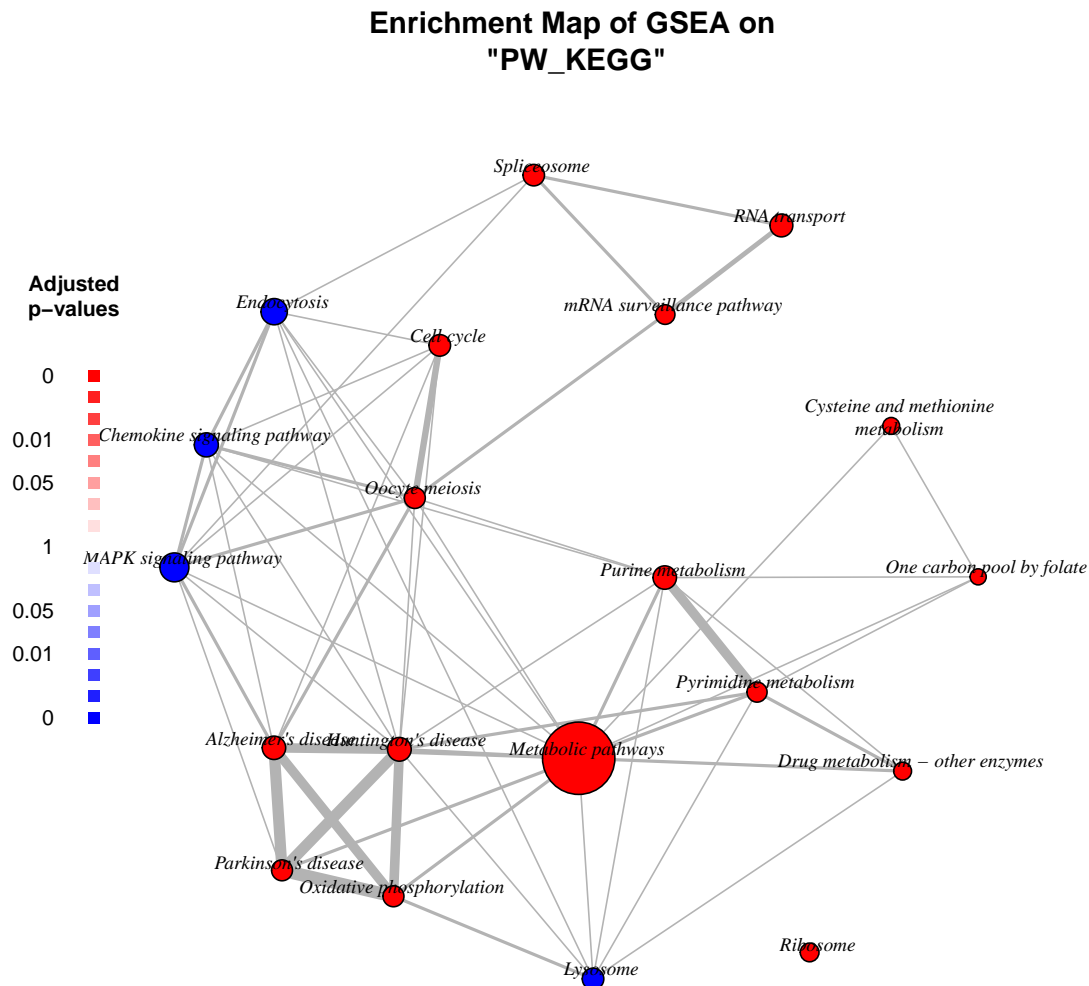 Enrichment Map of GSEA on
"PW_KEGG"
Spliceosome
RNA transport
Adjusted
p−values
Endocytosis
mRNA surveillance pathway
Cell cycle
0
Cysteine and methionine
metabolism
0.01
Chemokine signaling pathway
0.05
Oocyte meiosis
1
MAPK signaling pathway
Purine metabolism
One carbon pool by folate
0.05
0.01
Pyrimidine metabolism
0
Alzheimer's disease
Huntington's disease
Metabolic pathways
Drug metabolism − other enzymes
Parkinson's disease
Oxidative phosphorylation
Ribosome
Lysosome